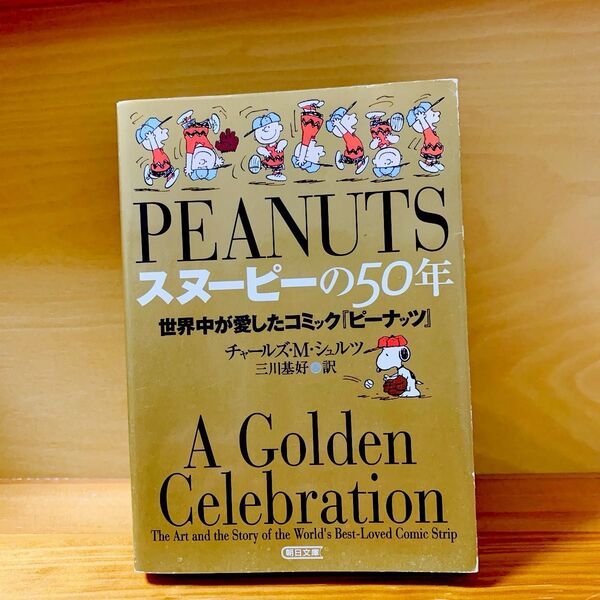 PEANUTS
スヌーピーの50年
世界中が愛したコミック『ピーナッツ』
チャールズ・M・シュルツ
三川基好 訳
A Golden
Celebration
The Art and the Story of the World's Best-Loved Comic Strip
朝日文庫